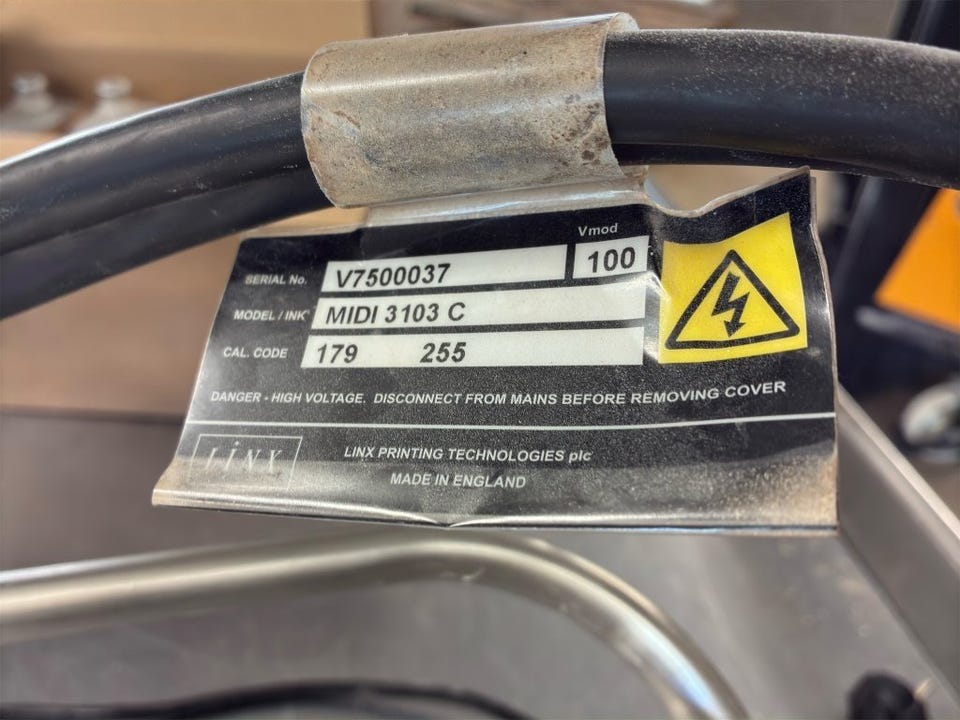 Vmod
SERIAL No. V7500037 100
MODEL / INK MIDI 3103 C
CAL. CODE 179 255
DANGER - HIGH VOLTAGE. DISCONNECT FROM MAINS BEFORE REMOVING COVER
LINX LINX PRINTING TECHNOLOGIES plc
MADE IN ENGLAND